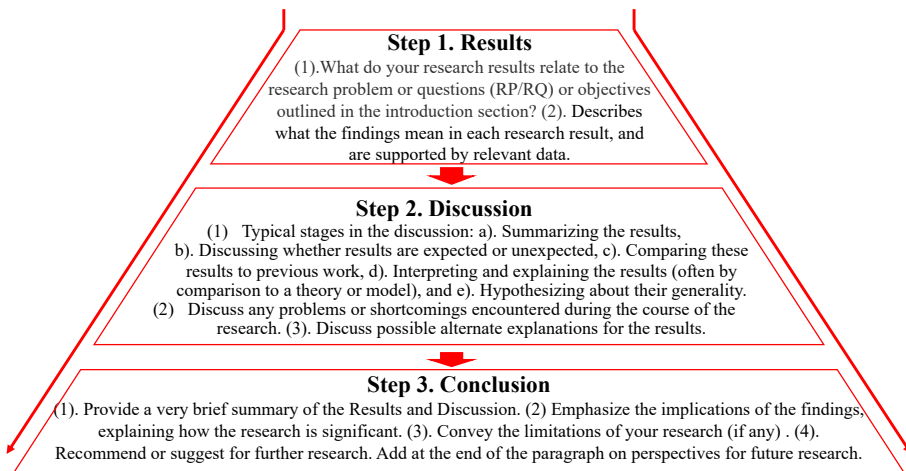 Step 1. Results
(1).What do your research results relate to the
research problem or questions (RP/RQ) or objectives
outlined in the introduction section? (2). Describes
what the findings mean in each research result, and
are supported by relevant data.
Step 2. Discussion
(1) Typical stages in the discussion: a). Summarizing the results,
b). Discussing whether results are expected or unexpected, c). Comparing these
results to previous work, d). Interpreting and explaining the results (often by
comparison to a theory or model), and e). Hypothesizing about their generality.
(2) Discuss any problems or shortcomings encountered during the course of the
research. (3). Discuss possible alternate explanations for the results.
Step 3. Conclusion
(1). Provide a very brief summary of the Results and Discussion. (2) Emphasize the implications of the findings,
explaining how the research is significant. (3). Convey the limitations of your research (if any) . (4).
Recommend or suggest for further research. Add at the end of the paragraph on perspectives for future research.